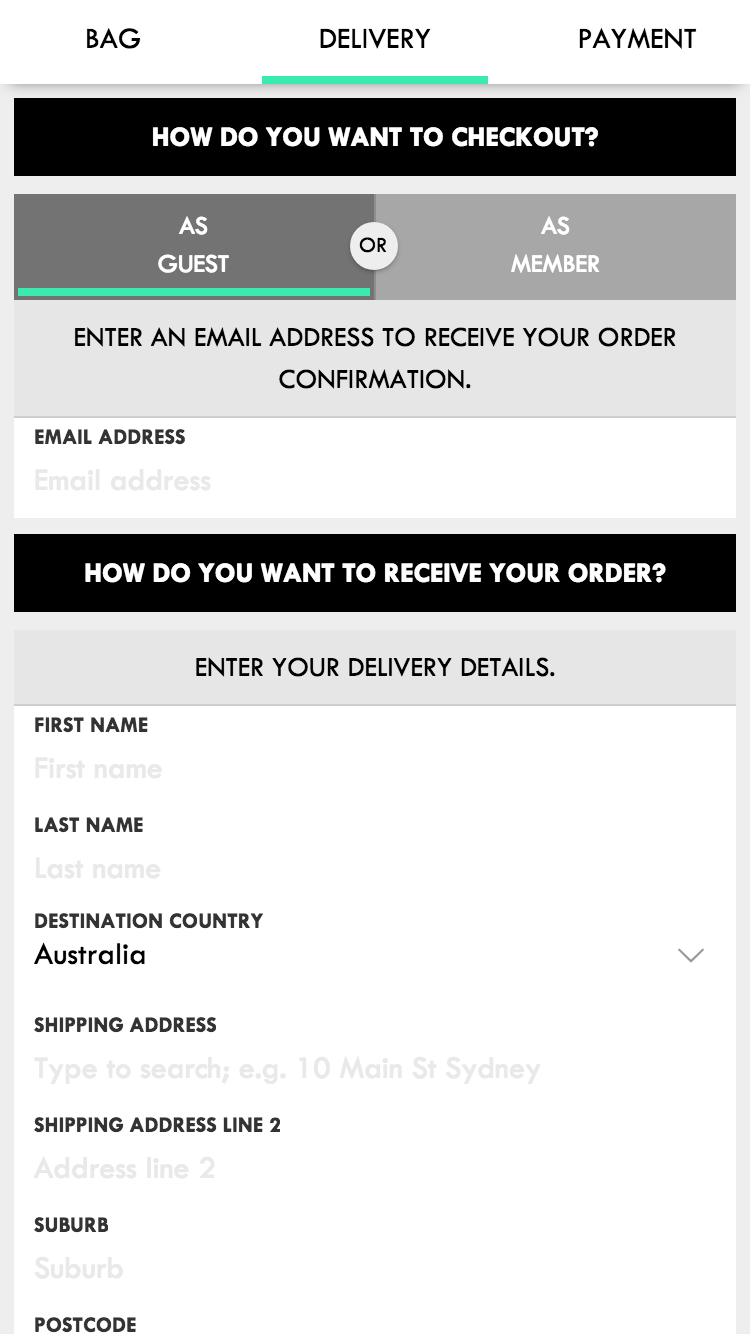 BAG DELIVERY PAYMENT
HOW DO YOU WANT TO CHECKOUT?
AS
GUEST
OR
AS
MEMBER
ENTER AN EMAIL ADDRESS TO RECEIVE YOUR ORDER
CONFIRMATION.
EMAIL ADDRESS
Email address
HOW DO YOU WANT TO RECEIVE YOUR ORDER?
ENTER YOUR DELIVERY DETAILS.
FIRST NAME
First name
LAST NAME
Last name
DESTINATION COUNTRY
Australia
SHIPPING ADDRESS
Type to search; e.g. 10 Main St Sydney
SHIPPING ADDRESS LINE 2
Address line 2
SUBURB
Suburb
POSTCODE